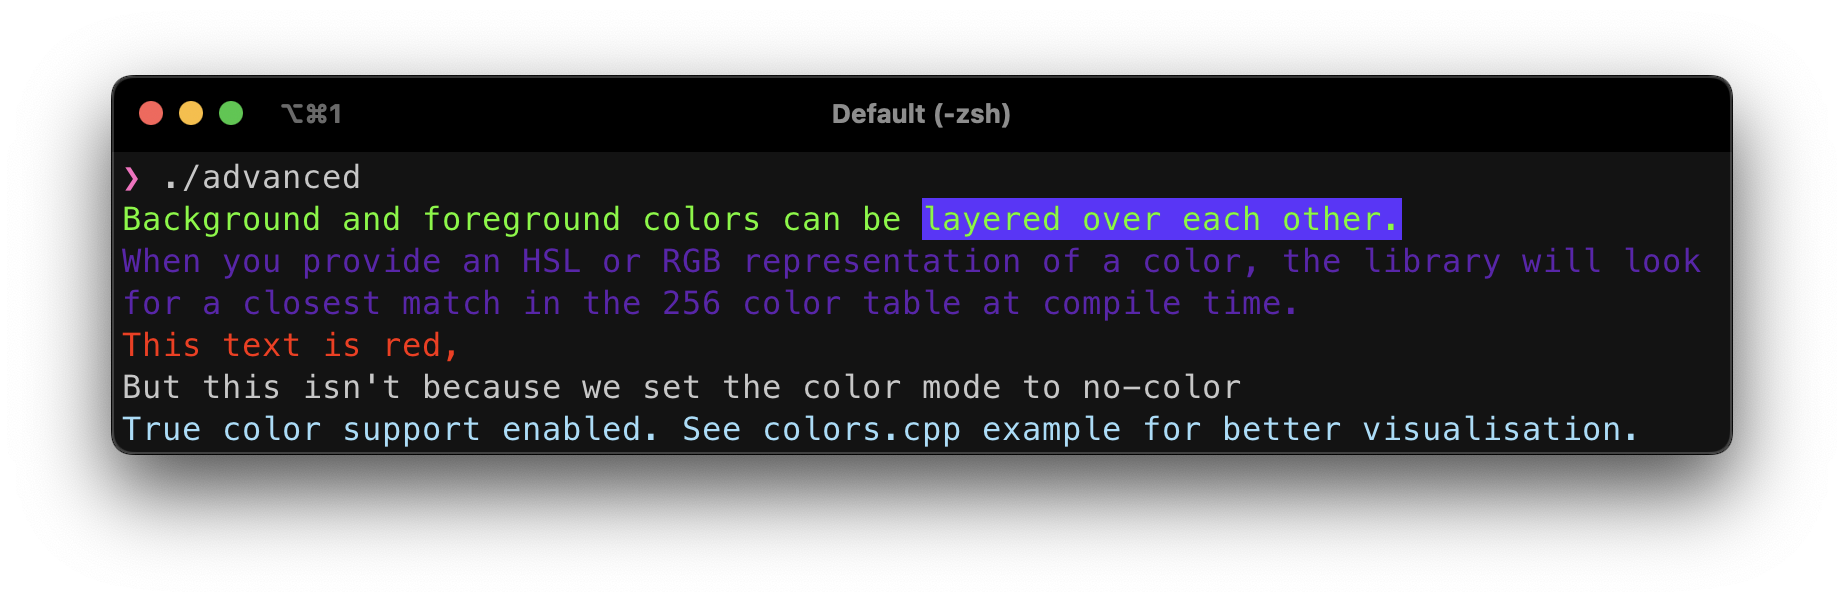 ⌥⌘1
Default (-zsh)
❯ ./advanced
Background and foreground colors can be layered over each other.
When you provide an HSL or RGB representation of a color, the library will look
for a closest match in the 256 color table at compile time.
This text is red,
But this isn't because we set the color mode to no-color
True color support enabled. See colors.cpp example for better visualisation.